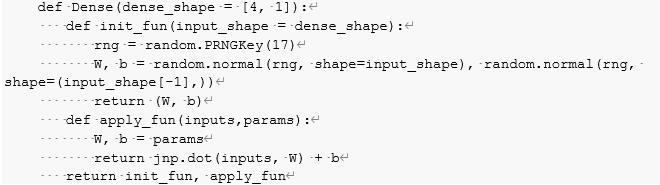 def Dense(dense_shape = [4, 1]):
    def init_fun(input_shape = dense_shape):
        rng = random.PRNGKey(17)
        W, b = random.normal(rng, shape=input_shape), random.normal(rng,
shape=(input_shape[-1],))
        return (W, b)
    def apply_fun(inputs,params):
        W, b = params
        return jnp.dot(inputs, W) + b
    return init_fun, apply_fun